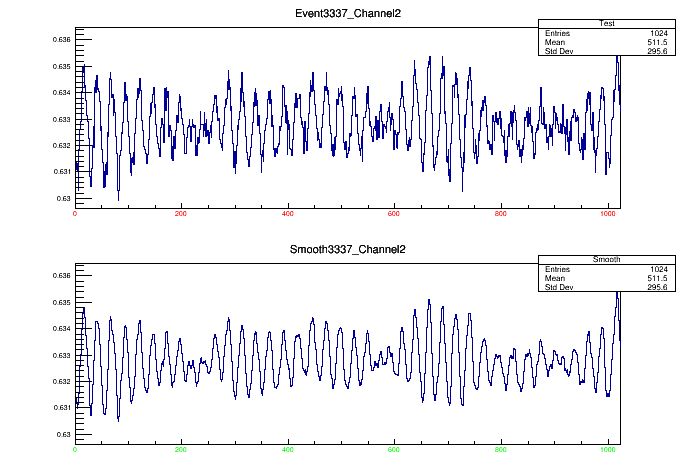 Event3337_Channel2
Test
Entries 1024
Mean 511.5
Std Dev 295.6
0.636
0.635
0.634
0.633
0.632
0.631
0.63
0 200 400 600 800 1000
Smooth3337_Channel2
Smooth
Entries 1024
Mean 511.5
Std Dev 295.6
0.636
0.635
0.634
0.633
0.632
0.631
0.63
0 200 400 600 800 1000